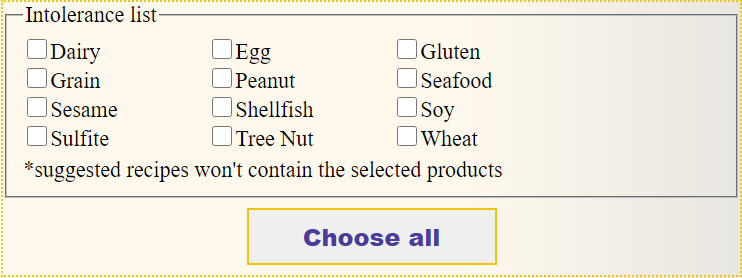 Intolerance list
Dairy Egg Gluten
Grain Peanut Seafood
Sesame Shellfish Soy
Sulfite Tree Nut Wheat
*suggested recipes won't contain the selected products
Choose all